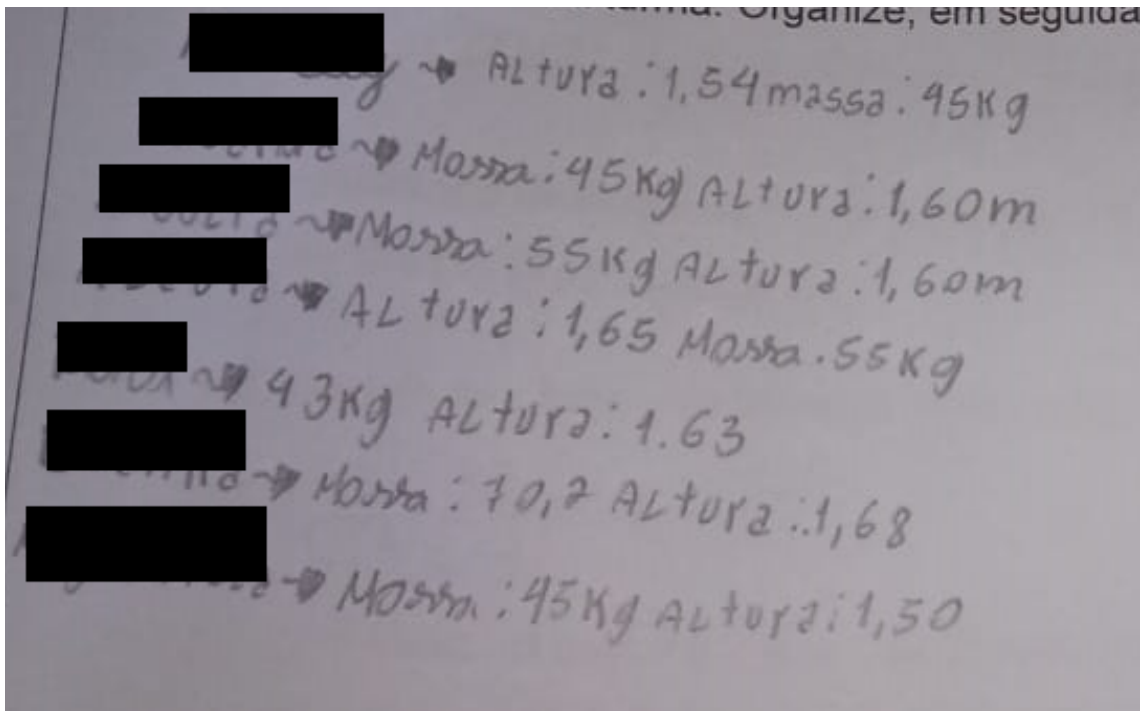 Organize, em seguida
Altura: 1,54 massa: 45Kg
Massa: 45Kg Altura: 1,60m
Massa: 55Kg Altura: 1,60m
Altura: 1,65 Massa. 55Kg
43Kg Altura: 1.63
Massa: 70,2 Altura: 1,68
Massa: 45Kg Altura: 1,50